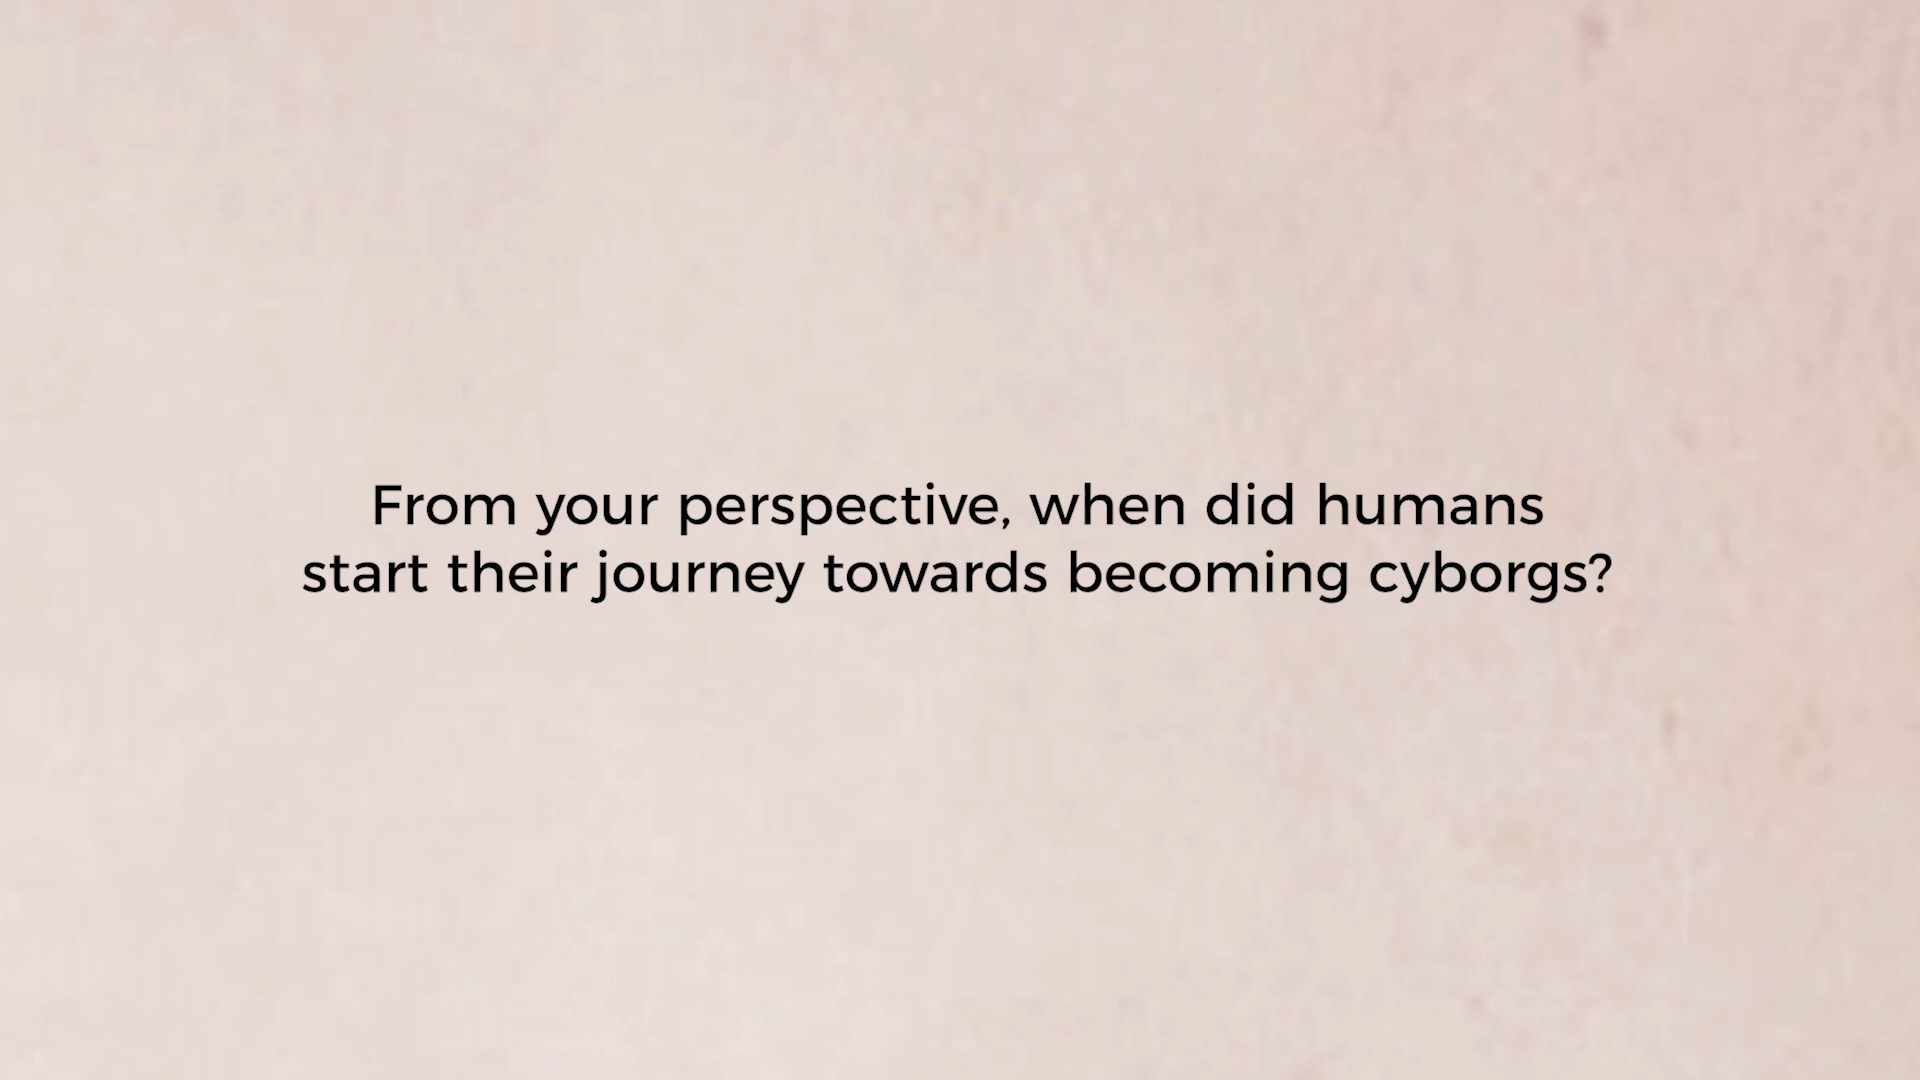 From your perspective, when did humans
start their journey towards becoming cyborgs?